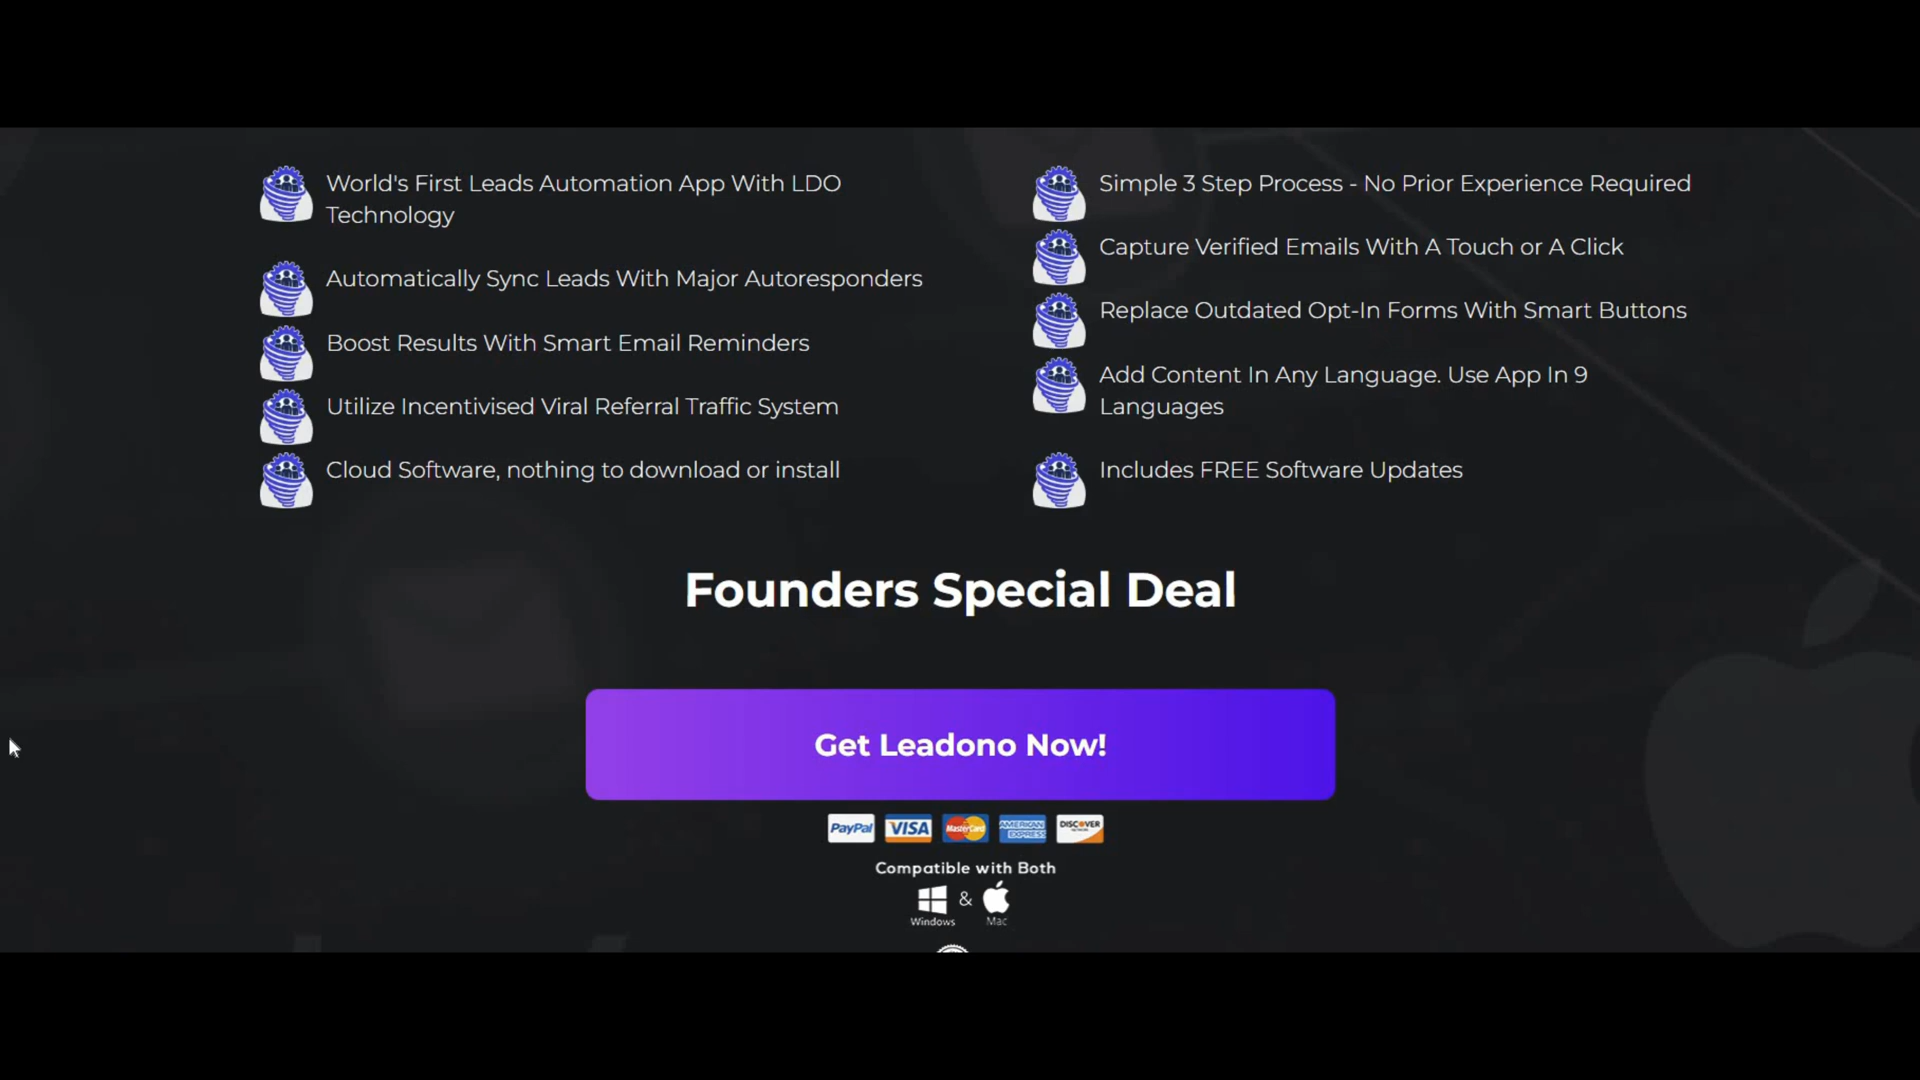 World's First Leads Automation App With LDO
Technology
Automatically Sync Leads With Major Autoresponders
Boost Results With Smart Email Reminders
Utilize Incentivised Viral Referral Traffic System
Cloud Software, nothing to download or install
Simple 3 Step Process - No Prior Experience Required
Capture Verified Emails With A Touch or A Click
Replace Outdated Opt-In Forms With Smart Buttons
Add Content In Any Language. Use App In 9
Languages
Includes FREE Software Updates
Founders Special Deal
Get Leadono Now!
PayPal VISA MasterCard AMERICAN EXPRESS DISCOVER NETWORK
Compatible with Both
&
Windows Mac